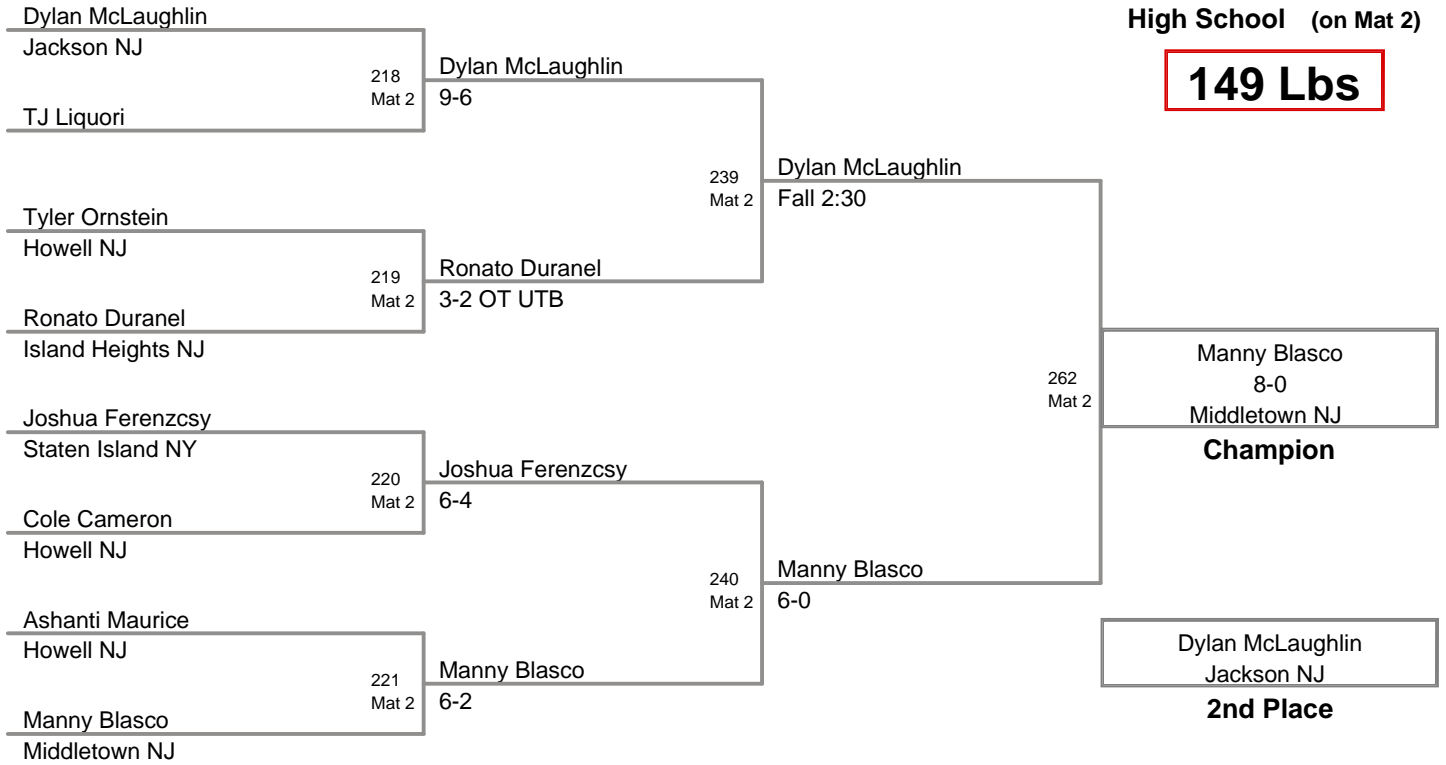 High School (on Mat 2)
149 Lbs
Dylan McLaughlin
Jackson NJ
218
Mat 2
TJ Liquori
Dylan McLaughlin
9-6
Tyler Ornstein
Howell NJ
219
Mat 2
Ronato Duranel
Island Heights NJ
Ronato Duranel
3-2 OT UTB
239
Mat 2
Dylan McLaughlin
Fall 2:30
Joshua Ferenzcsy
Staten Island NY
220
Mat 2
Cole Cameron
Howell NJ
Joshua Ferenzcsy
6-4
Ashanti Maurice
Howell NJ
221
Mat 2
Manny Blasco
Middletown NJ
Manny Blasco
6-2
240
Mat 2
Manny Blasco
6-0
262
Mat 2
Manny Blasco
8-0
Middletown NJ
Champion
Dylan McLaughlin
Jackson NJ
2nd Place